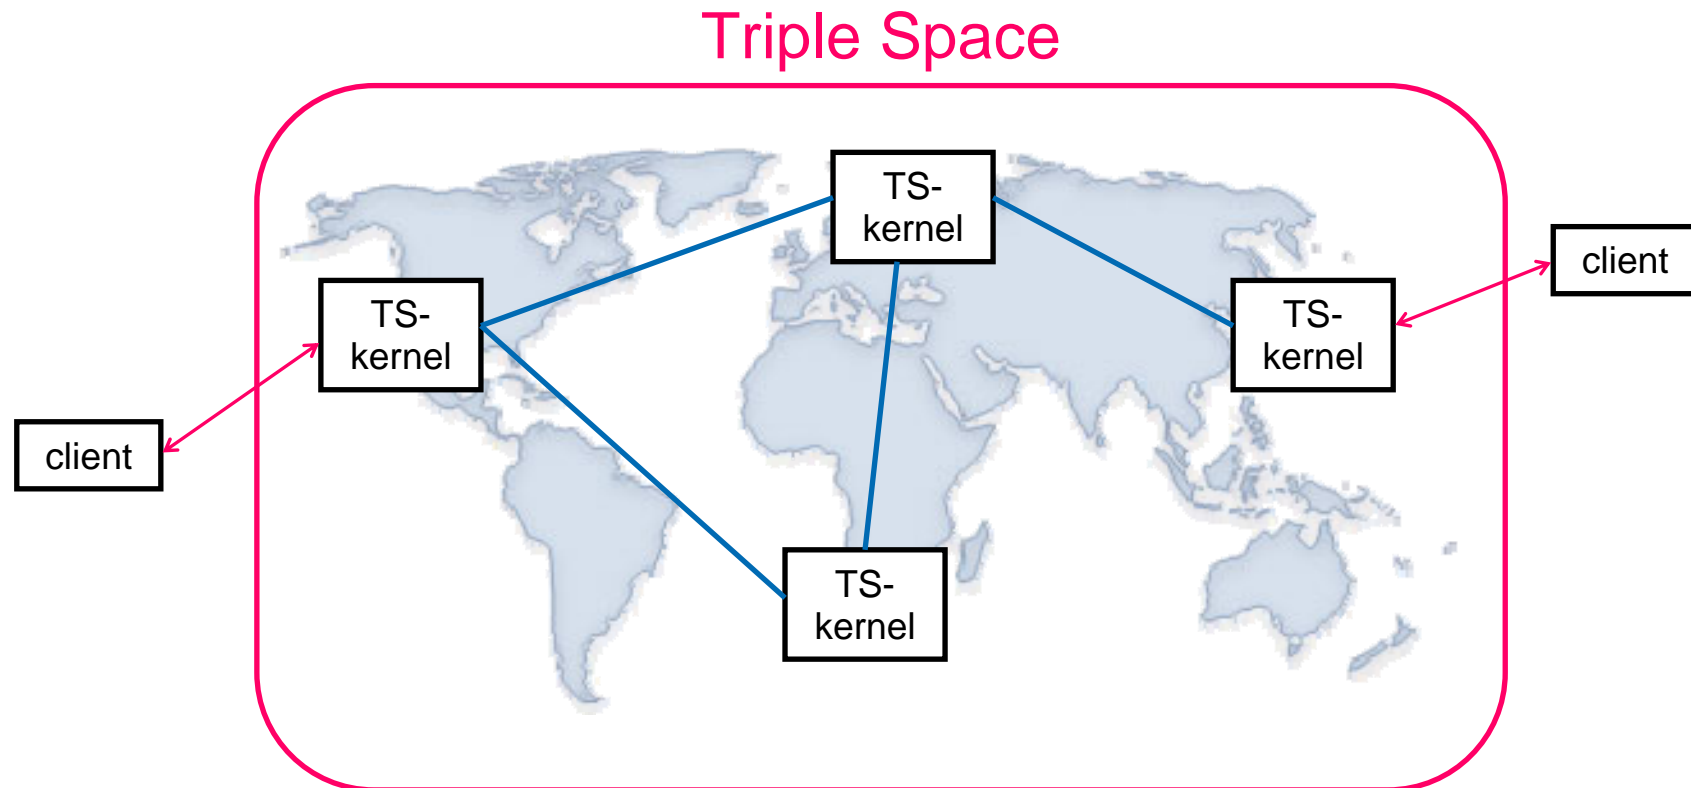 Triple Space
TS-
kernel
client
TS-
kernel
TS-
kernel
client
TS-
kernel